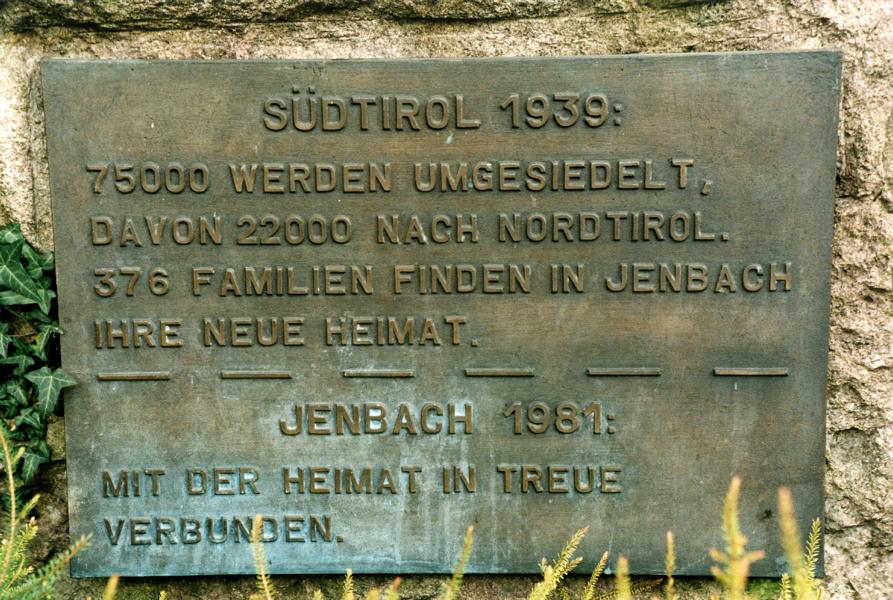 SÜDTIROL 1939:
75000 WERDEN UMGESIEDELT,
DAVON 22000 NACH NORDTIROL.
376 FAMILIEN FINDEN IN JENBACH
IHRE NEUE HEIMAT.
JENBACH 1981:
MIT DER HEIMAT IN TREUE
VERBUNDEN.